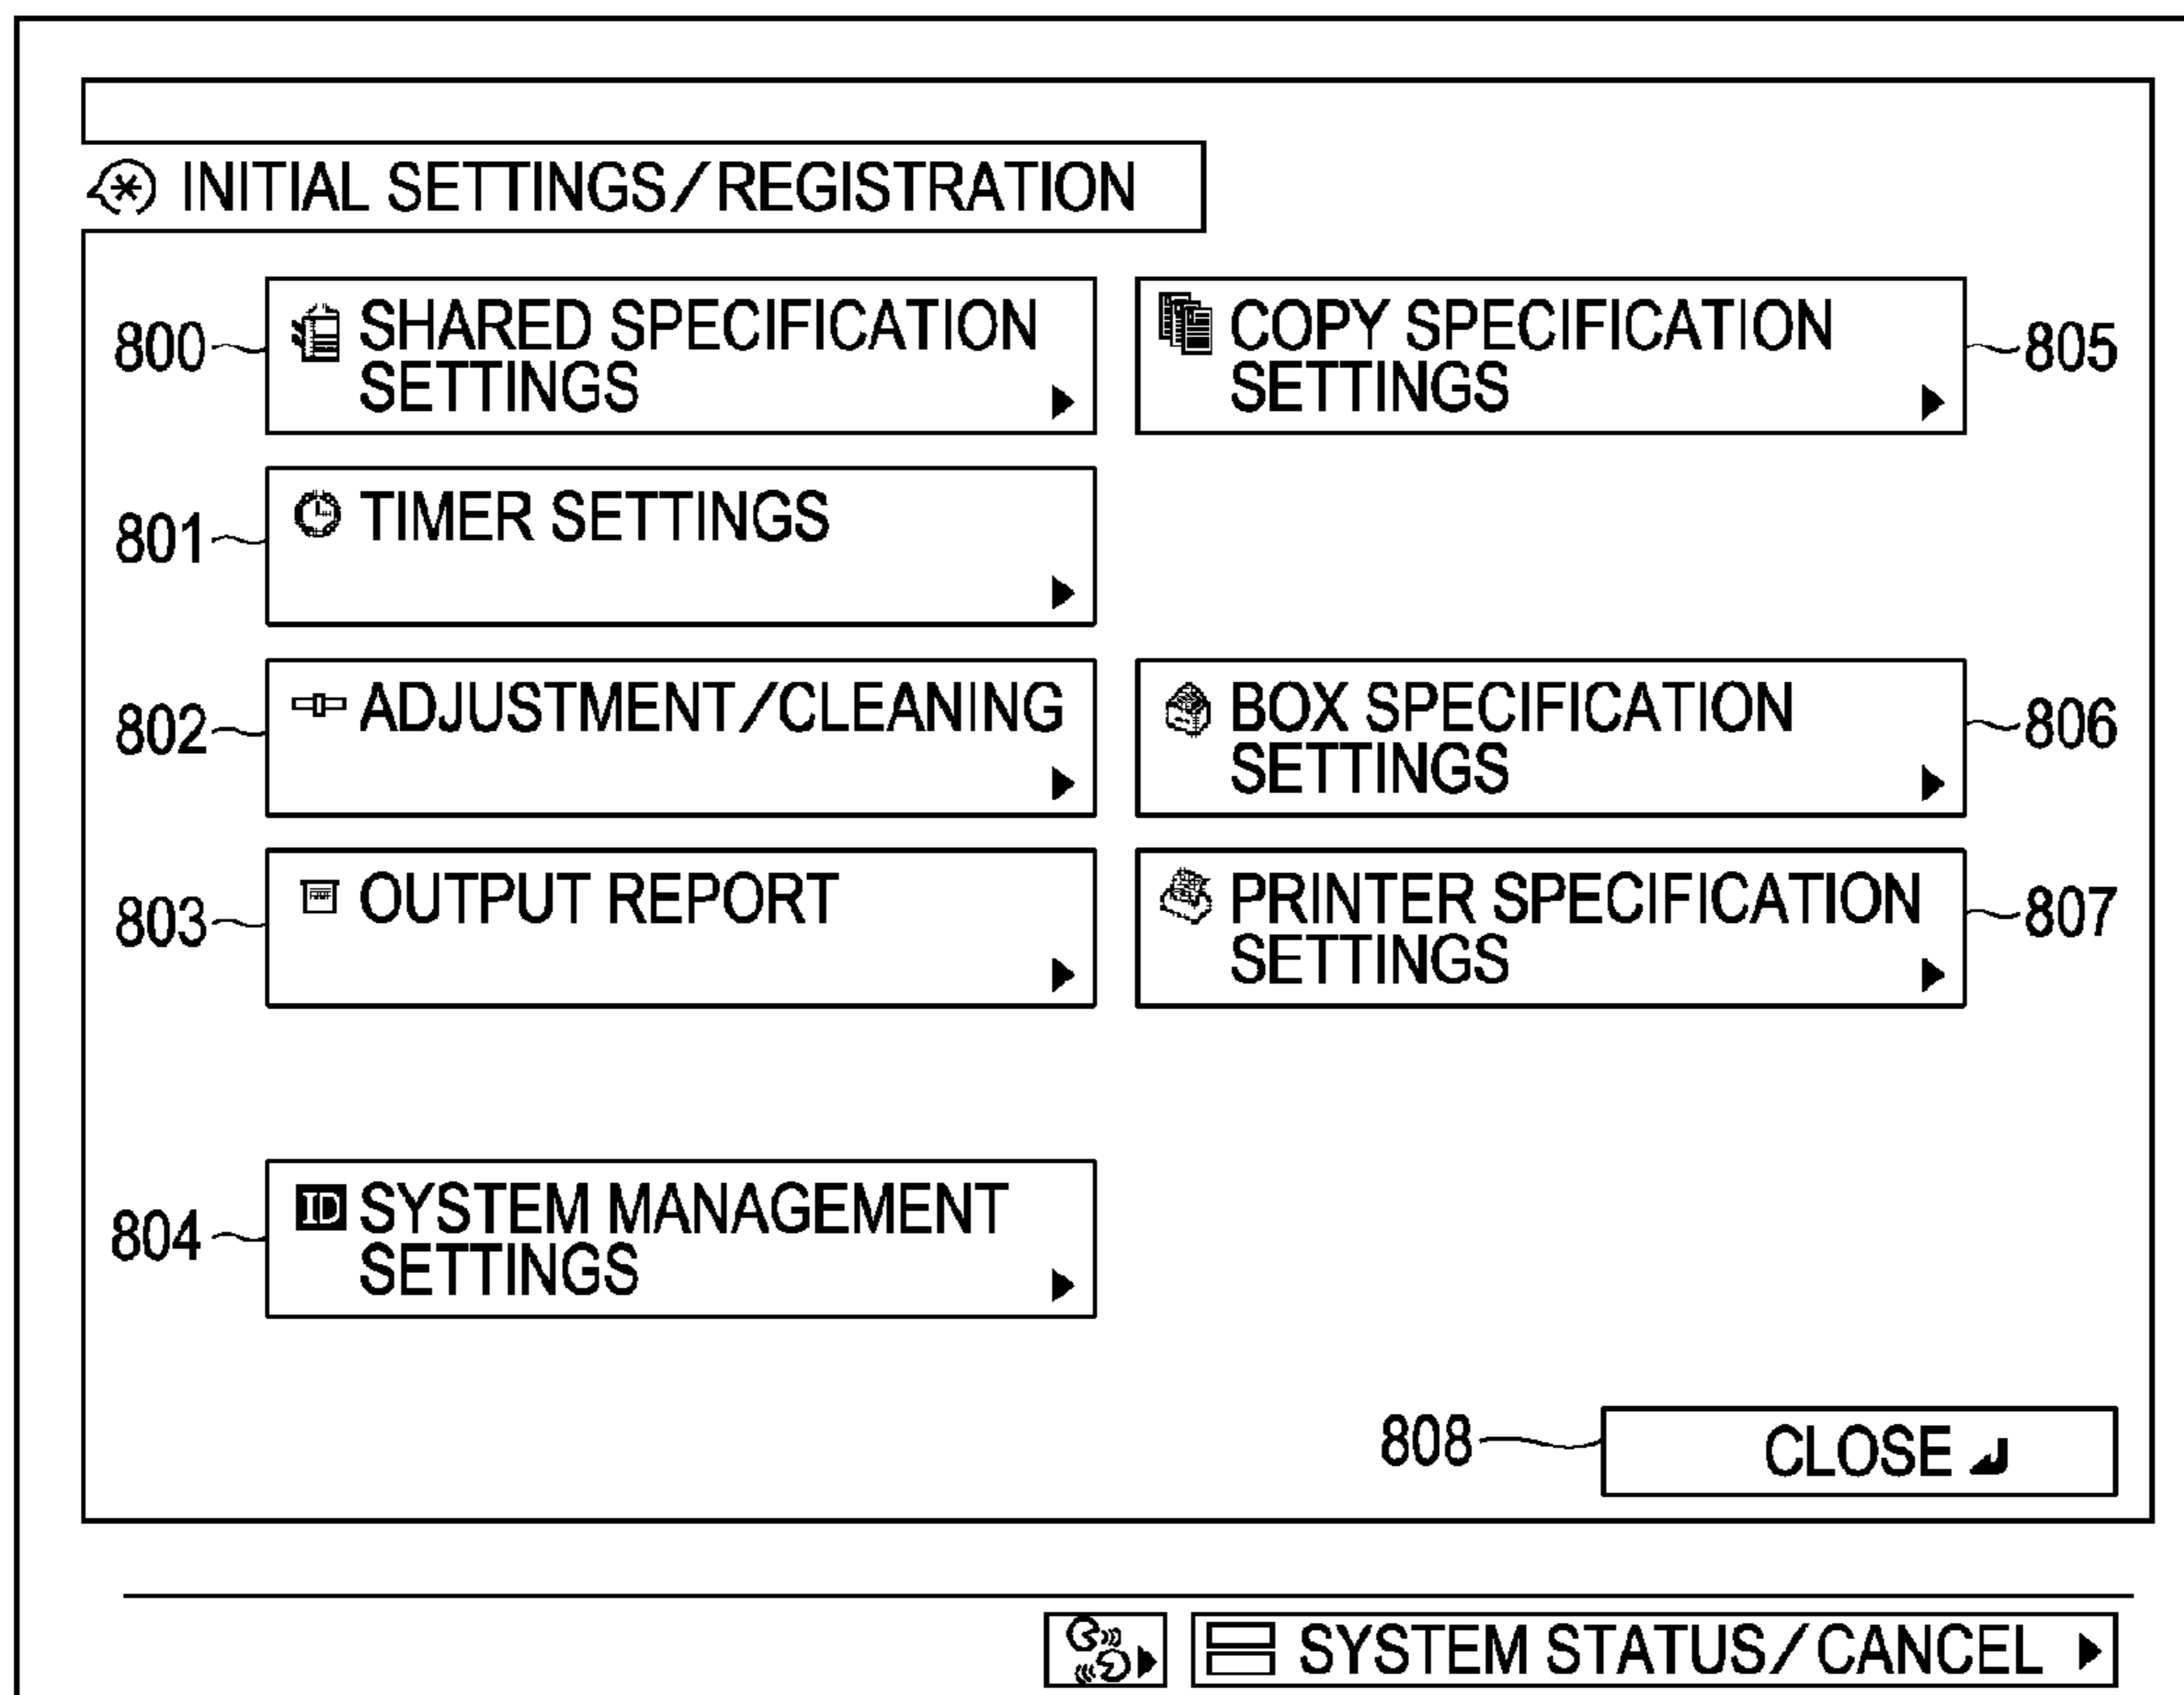 INITIAL SETTINGS/REGISTRATION
800
SHARED SPECIFICATION
SETTINGS
COPY SPECIFICATION
SETTINGS
805
801
TIMER SETTINGS
802
ADJUSTMENT/CLEANING
BOX SPECIFICATION
SETTINGS
806
803
OUTPUT REPORT
PRINTER SPECIFICATION
SETTINGS
807
804
ID SYSTEM MANAGEMENT
SETTINGS
808
CLOSE
SYSTEM STATUS/CANCEL